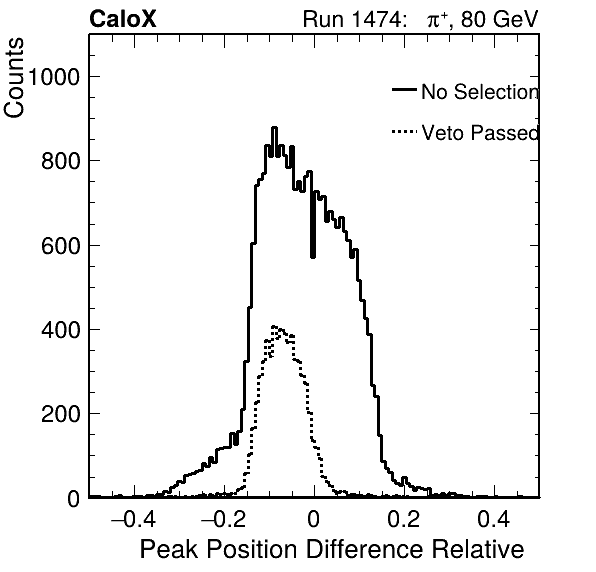 CaloX Run 1474: π⁺, 80 GeV
Counts
1000
800
600
400
200
0
No Selection
Veto Passed
−0.4 −0.2 0 0.2 0.4
Peak Position Difference Relative